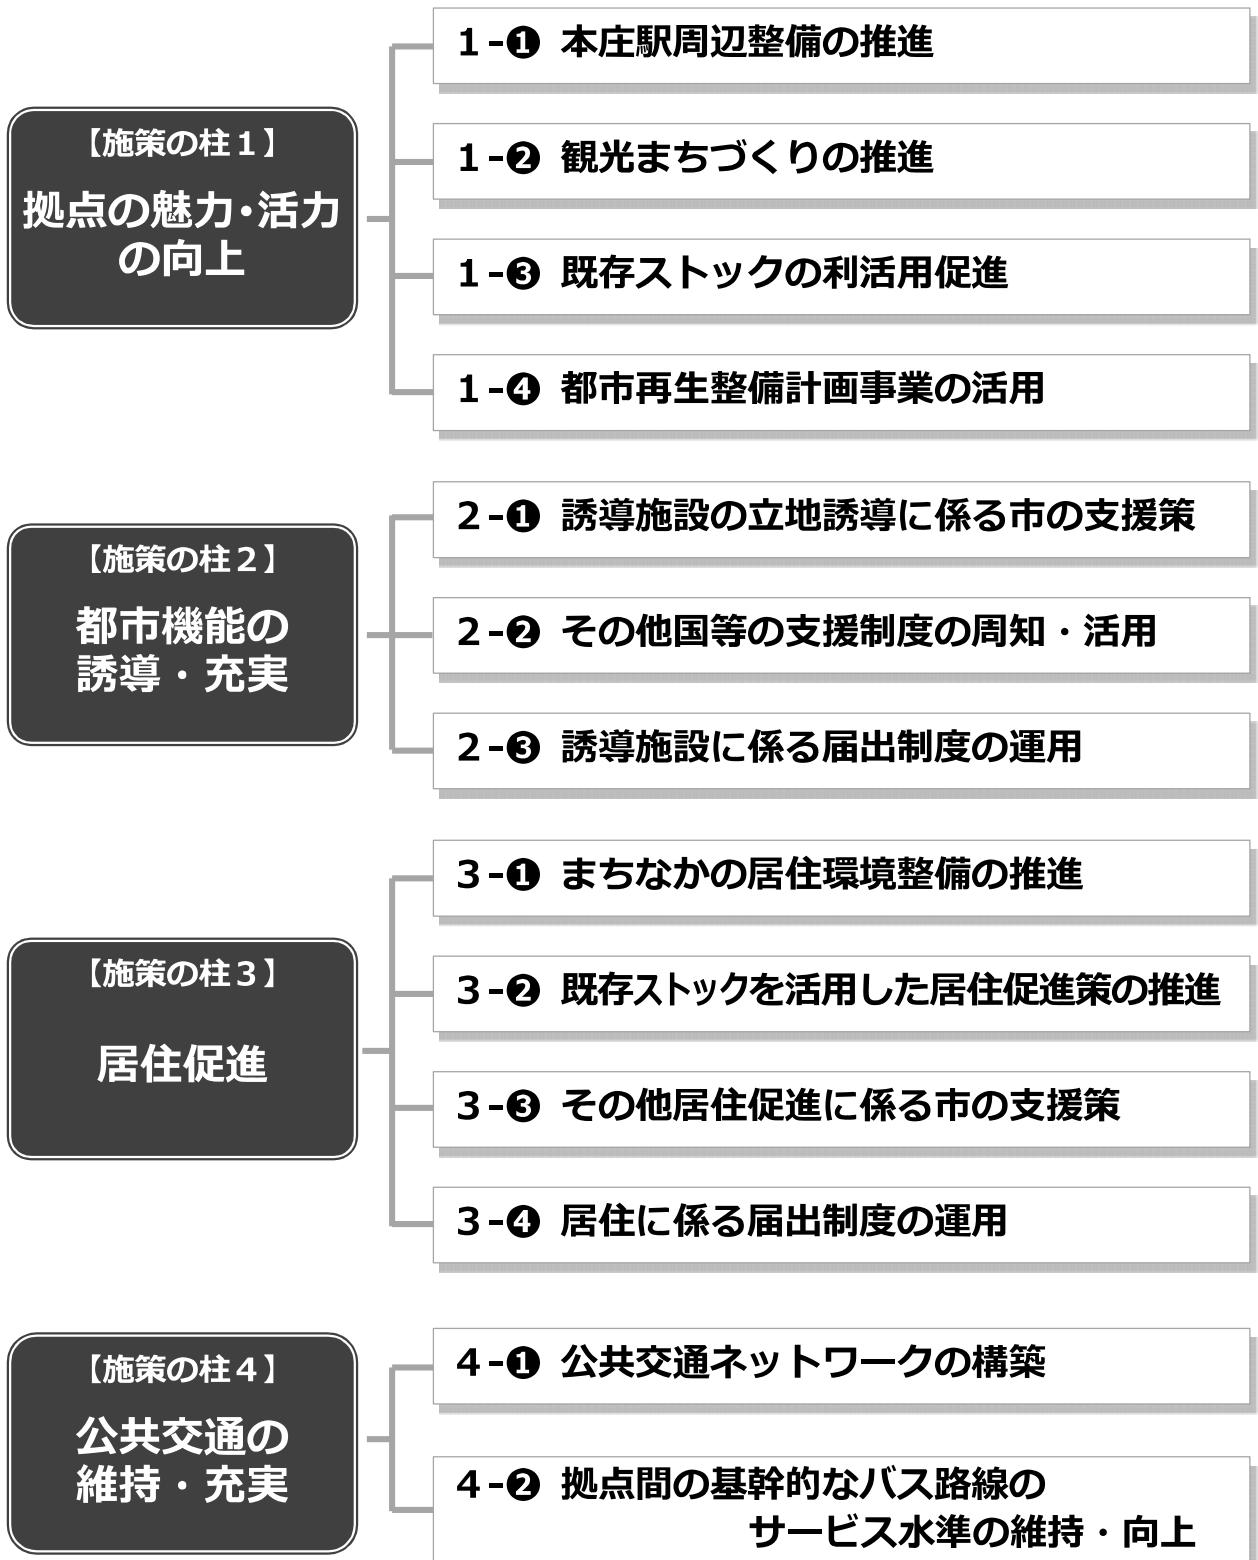 【施策の柱１】
拠点の魅力・活力
の向上
１-❶ 本庄駅周辺整備の推進
１-❷ 観光まちづくりの推進
１-❸ 既存ストックの利活用促進
１-❹ 都市再生整備計画事業の活用
【施策の柱２】
都市機能の
誘導・充実
２-❶ 誘導施設の立地誘導に係る市の支援策
２-❷ その他国等の支援制度の周知・活用
２-❸ 誘導施設に係る届出制度の運用
【施策の柱３】
居住促進
３-❶ まちなかの居住環境整備の推進
３-❷ 既存ストックを活用した居住促進策の推進
３-❸ その他居住促進に係る市の支援策
３-❹ 居住に係る届出制度の運用
【施策の柱４】
公共交通の
維持・充実
４-❶ 公共交通ネットワークの構築
４-❷ 拠点間の基幹的なバス路線の
サービス水準の維持・向上